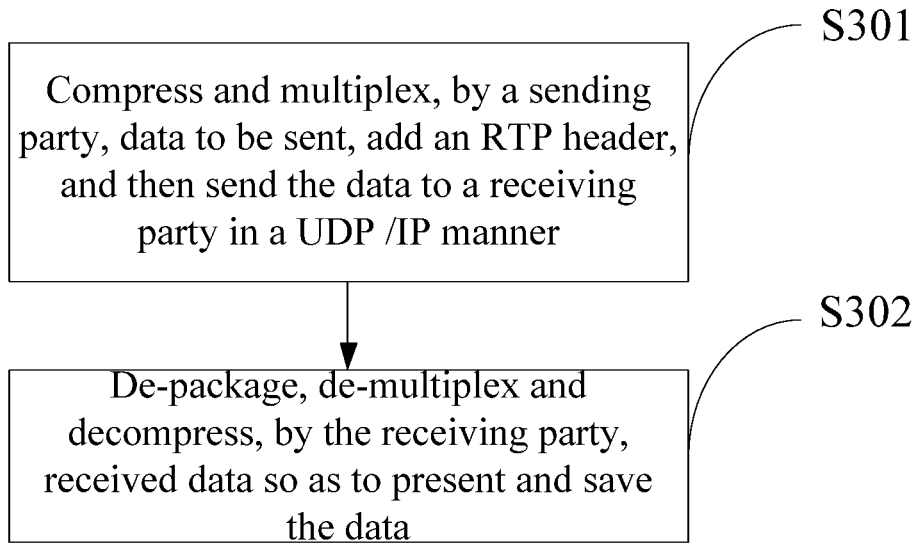 S301
Compress and multiplex, by a sending
party, data to be sent, add an RTP header,
and then send the data to a receiving
party in a UDP /IP manner
S302
De-package, de-multiplex and
decompress, by the receiving party,
received data so as to present and save
the data